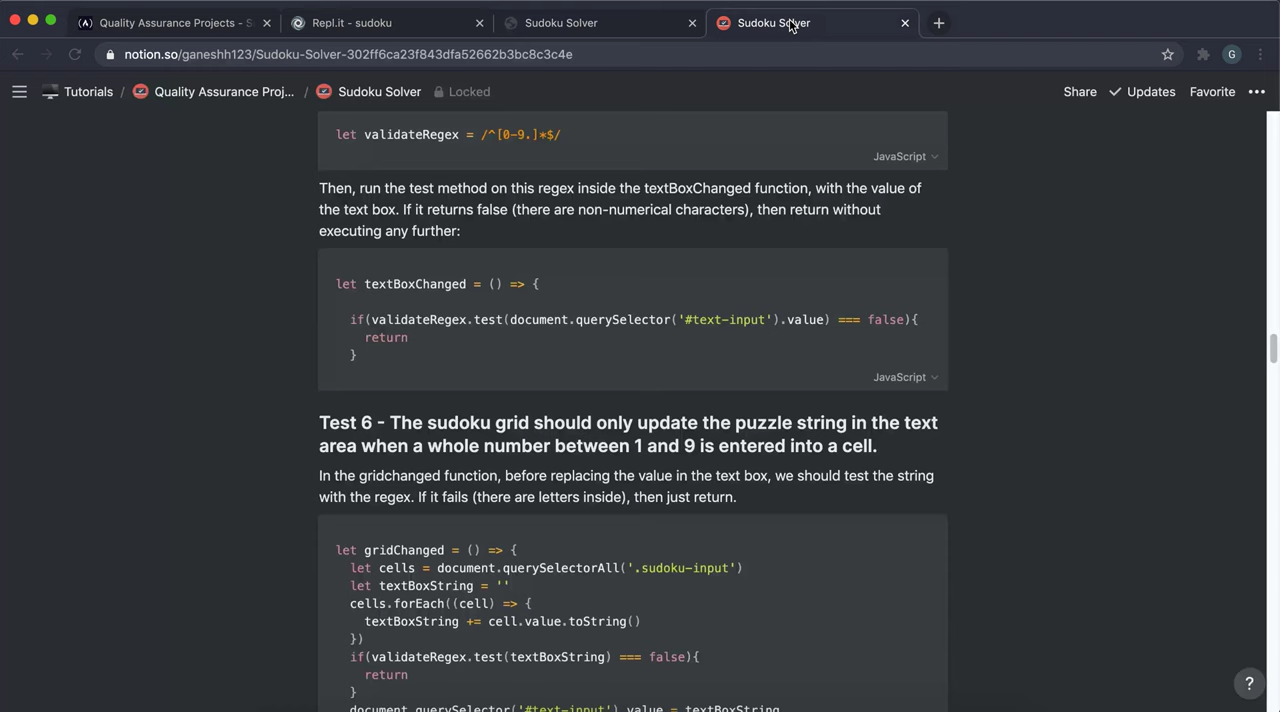 Quality Assurance Projects - S
Repl.it - sudoku
Sudoku Solver
Sudoku Solver
notion.so/ganeshh123/Sudoku-Solver-302ff6ca23f843dfa52662b3bc8c3c4e
G
Tutorials / Quality Assurance Proj... / Sudoku Solver Locked
Share Updates Favorite
let validateRegex = /^[0-9.]*$/
JavaScript
Then, run the test method on this regex inside the textBoxChanged function, with the value of
the text box. If it returns false (there are non-numerical characters), then return without
executing any further:
let textBoxChanged = () => {
if(validateRegex.test(document.querySelector('#text-input').value) === false){
return
}
JavaScript
Test 6 - The sudoku grid should only update the puzzle string in the text
area when a whole number between 1 and 9 is entered into a cell.
In the gridchanged function, before replacing the value in the text box, we should test the string
with the regex. If it fails (there are letters inside), then just return.
let gridChanged = () => {
let cells = document.querySelectorAll('.sudoku-input')
let textBoxString = ''
cells.forEach((cell) => {
textBoxString += cell.value.toString()
})
if(validateRegex.test(textBoxString) === false){
return
}
document.querySelector('#text-input').value = textBoxString
?